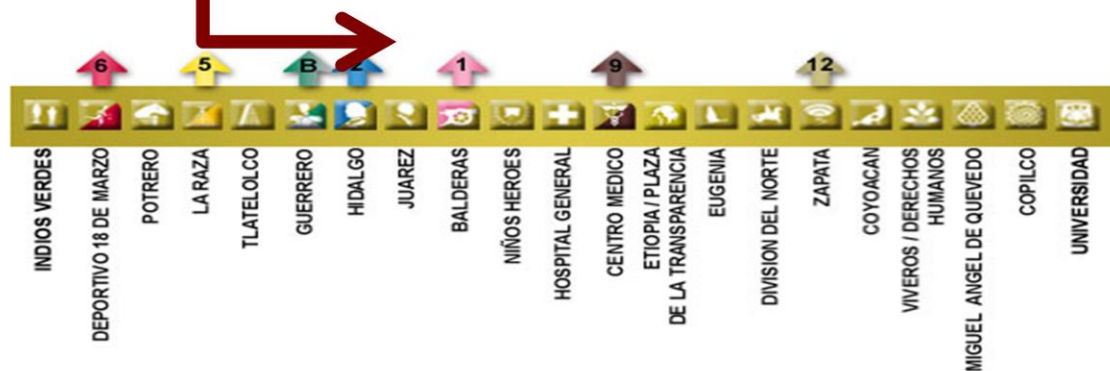 6
5
B
2
1
9
12
INDIOS VERDES
DEPORTIVO 18 DE MARZO
POTRERO
LA RAZA
TLATELOLCO
GUERRERO
HIDALGO
JUAREZ
BALDERAS
NIÑOS HEROES
HOSPITAL GENERAL
CENTRO MEDICO
ETIOPIA / PLAZA
DE LA TRANSPARENCIA
EUGENIA
DIVISION DEL NORTE
ZAPATA
COYOACAN
VIVEROS / DERECHOS
HUMANOS
MIGUEL ANGEL DE QUEVEDO
COPILCO
UNIVERSIDAD